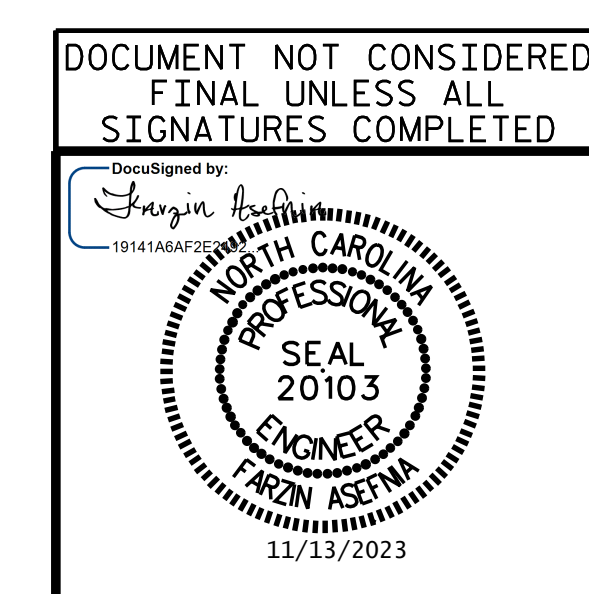 DOCUMENT NOT CONSIDERED
FINAL UNLESS ALL
SIGNATURES COMPLETED
DocuSigned by:
Farzin Asefnia
19141A6AF2E2492...
NORTH CAROLINA
PROFESSIONAL
SEAL
20103
ENGINEER
FARZIN ASEFNIA
11/13/2023